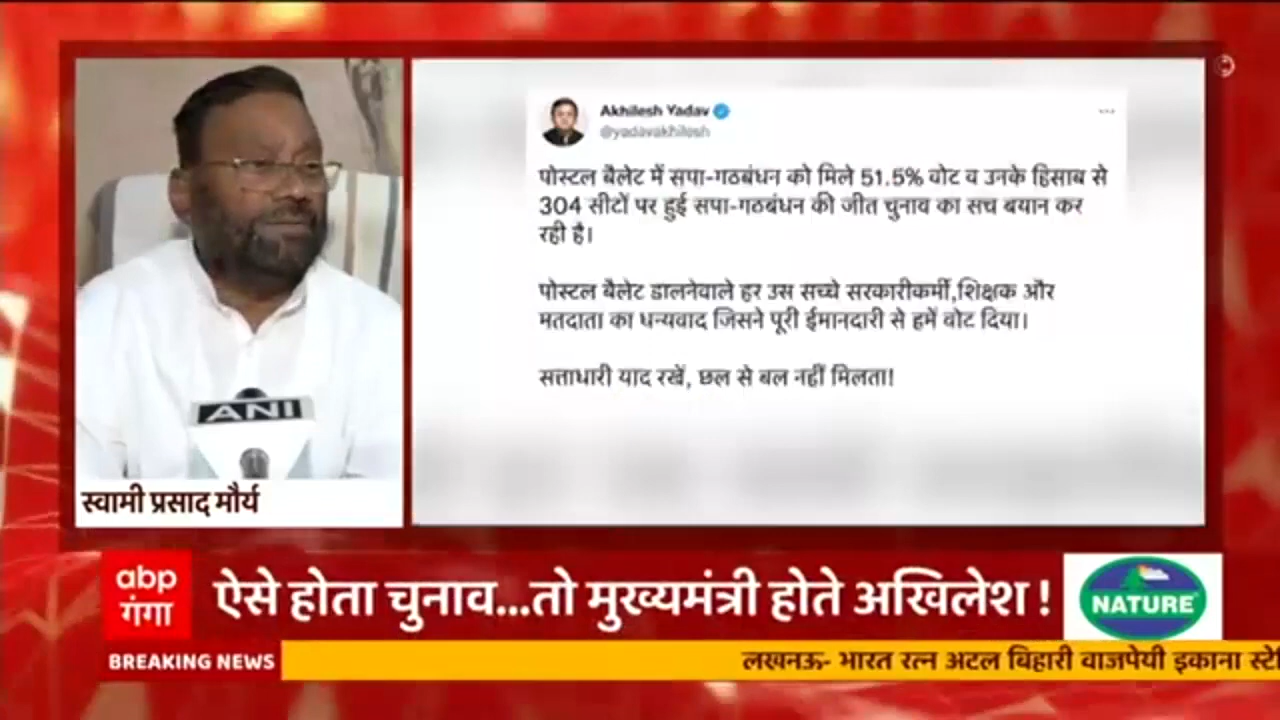 Akhilesh Yadav
@yadavakhilesh
पोस्टल बैलेट में सपा-गठबंधन को मिले 51.5% वोट व उनके हिसाब से
304 सीटों पर हुई सपा-गठबंधन की जीत चुनाव का सच बयान कर
रही है।
पोस्टल बैलेट डालनेवाले हर उस सच्चे सरकारीकर्मी,शिक्षक और
मतदाता का धन्यवाद जिसने पूरी ईमानदारी से हमें वोट दिया।
सत्ताधारी याद रखें, छल से बल नहीं मिलता!
ANI
स्वामी प्रसाद मौर्य
abp
गंगा
ऐसे होता चुनाव...तो मुख्यमंत्री होते अखिलेश !
NATURE
BREAKING NEWS
लखनऊ- भारत रत्न अटल बिहारी वाजपेयी इकाना स्टे